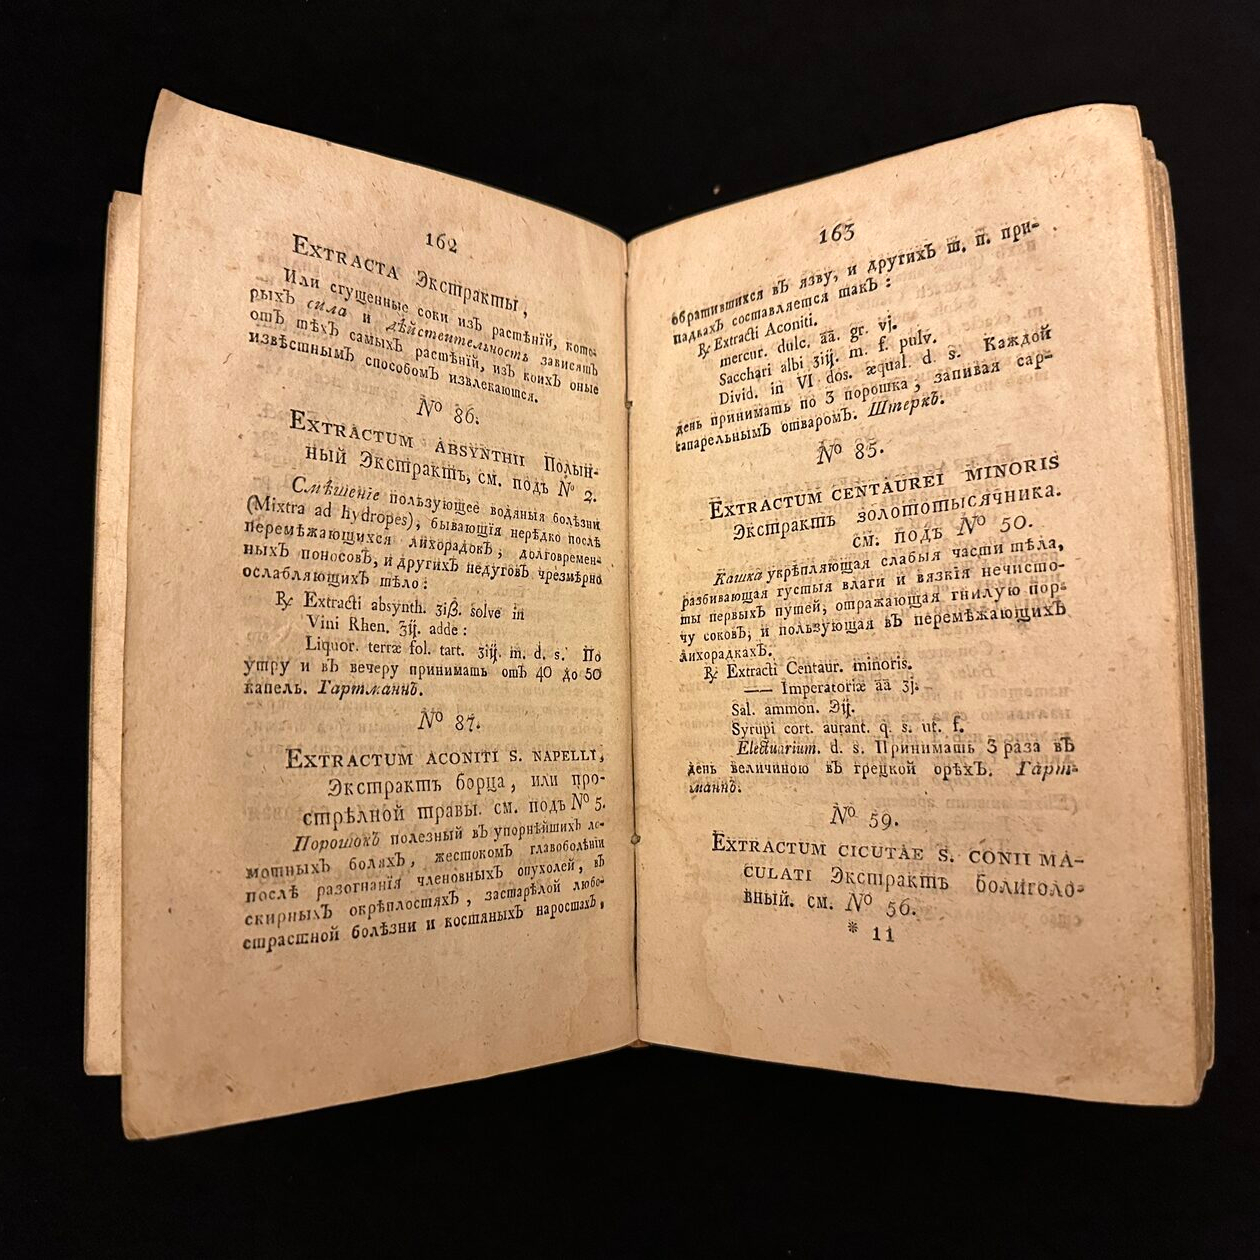 162
EXTRACTA Экстракты,
Или сгущенные соки изъ растѣній, кото-
рыхъ сила и дѣйствительность зависятъ
отъ тѣхъ самыхъ растѣній, изъ коихъ оные
извѣстнымъ способомъ извлекаются.
№ 86.
EXTRACTUM ABSYNTHII Полын-
ный Экстрактъ, см. подъ № 2.
Смѣшеніе пользующее водяныя болѣзни
(Mixtra ad hydropes), бывающія нерѣдко послѣ
перемѣжающихся лихорадокъ, долговремен-
ныхъ поносовъ, и другихъ недуговъ чрезмѣрно
ослабляющихъ тѣло:
℞ Extracti absynth. ʒiß. solve in
Vini Rhen. ℥ij. adde:
Liquor. terræ fol. tart. ʒiij. m. d. s. По
утру и въ вечеру принимать отъ 40 до 50
капель. Гартманнъ.
№ 87.
EXTRACTUM ACONITI S. NAPELLI,
Экстрактъ борца, или про-
стрѣлной травы. см. подъ № 5.
Порошокъ полезный въ упорнѣйшихъ ло-
мотныхъ боляхъ, жестокомъ главоболѣніи
послѣ разогнанія членовныхъ опухолей, въ
скирныхъ окрѣплостяхъ, застарѣлой любо-
страстной болѣзни и костяныхъ наростахъ,
163
обратившихся въ язву, и другихъ т. п. при-
падкахъ составляется такъ:
℞ Extracti Aconiti.
mercur. dulc. āā. gr. vj.
Sacchari albi ʒiij. m. f. pulv.
Divid. in VI dos. æqual. d. s. Каждой
день принимать по 3 порошка, запивая сар-
сапарельнымъ отваромъ. Штеркъ.
№ 85.
EXTRACTUM CENTAUREI MINORIS
Экстрактъ золототысячника.
см. подъ № 50.
Кашка укрѣпляющая слабыя части тѣла,
разбивающая густыя влаги и вязкія нечисто-
ты первыхъ путей, отражающая гнилую пор-
чу соковъ, и пользующая въ перемѣжающихъ
лихорадкахъ.
℞ Extracti Centaur. minoris.
—— Imperatoriæ āā ʒj.
Sal. ammon. ℈ij.
Syrupi cort. aurant. q. s. ut. f.
Electuarium. d. s. Принимать 3 раза въ
день величиною въ грецкой орѣхъ. Гарт-
маннъ.
№ 59.
EXTRACTUM CICUTAE S. CONII MA-
CULATI Экстрактъ болиголо-
вный. см. № 56.
* 11